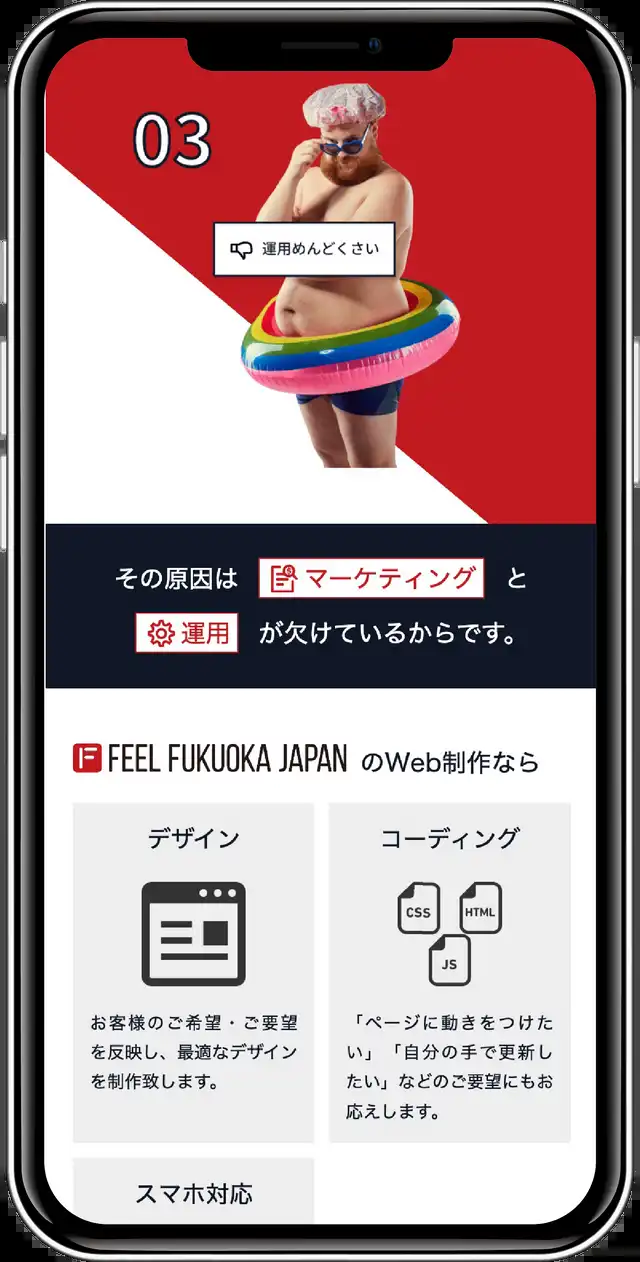 03
運用めんどくさい
その原因は マーケティング と
運用 が欠けているからです。
F FEEL FUKUOKA JAPAN のWeb制作なら
デザイン
お客様のご希望・ご要望
を反映し、最適なデザイン
を制作致します。
コーディング
CSS HTML
JS
「ページに動きをつけた
い」「自分の手で更新し
たい」などのご要望にもお
応えします。
スマホ対応